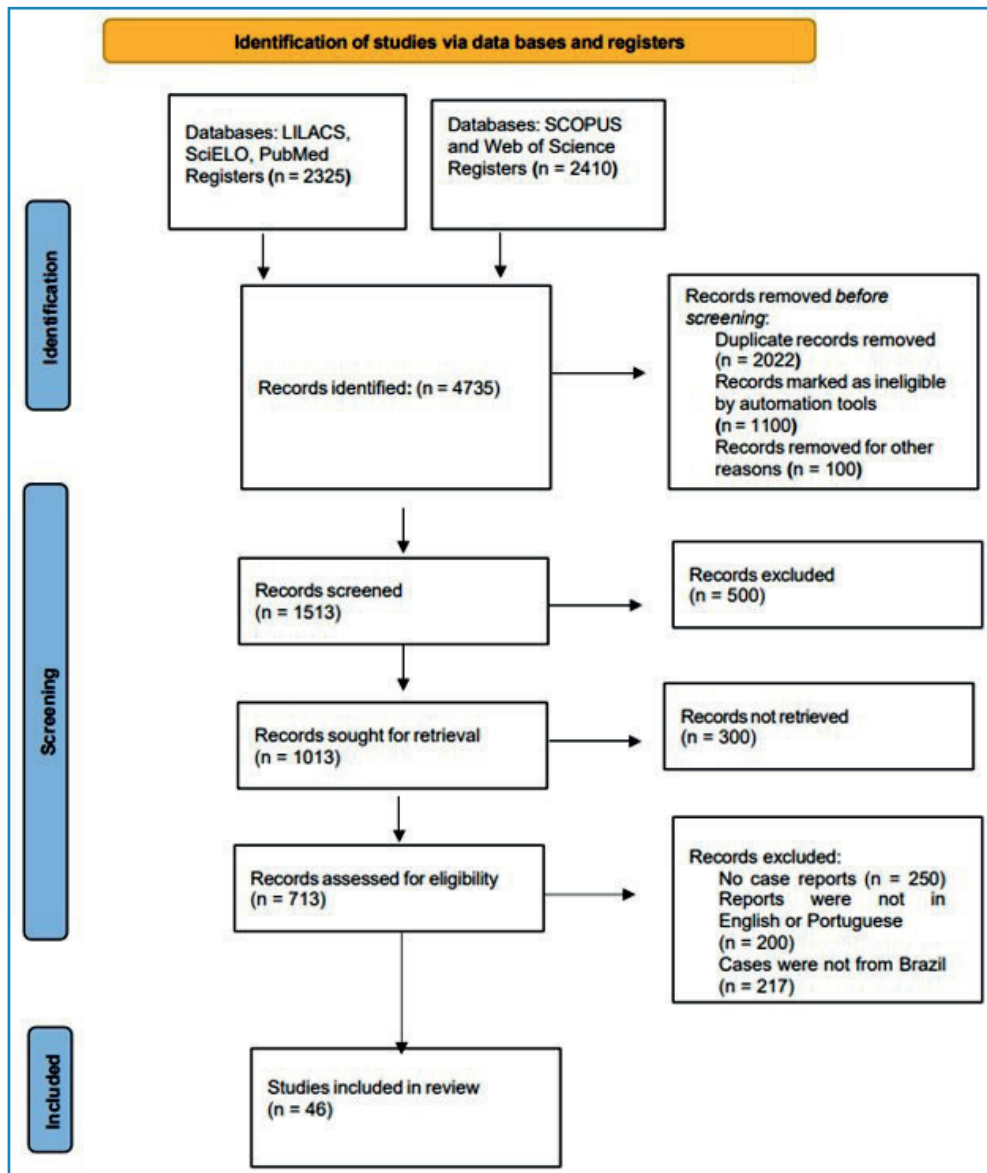 Identification of studies via data bases and registers
Databases: LILACS,
SciELO, PubMed
Registers (n = 2325)
Databases: SCOPUS
and Web of Science
Registers (n = 2410)
Identification
Records identified: (n = 4735)
Records removed before
screening:
Duplicate records removed
(n = 2022)
Records marked as ineligible
by automation tools
(n = 1100)
Records removed for other
reasons (n = 100)
Screening
Records screened
(n = 1513)
Records excluded
(n = 500)
Records sought for retrieval
(n = 1013)
Records not retrieved
(n = 300)
Records assessed for eligibility
(n = 713)
Records excluded:
No case reports (n = 250)
Reports were not in
English or Portuguese
(n = 200)
Cases were not from Brazil
(n = 217)
Included
Studies included in review
(n = 46)